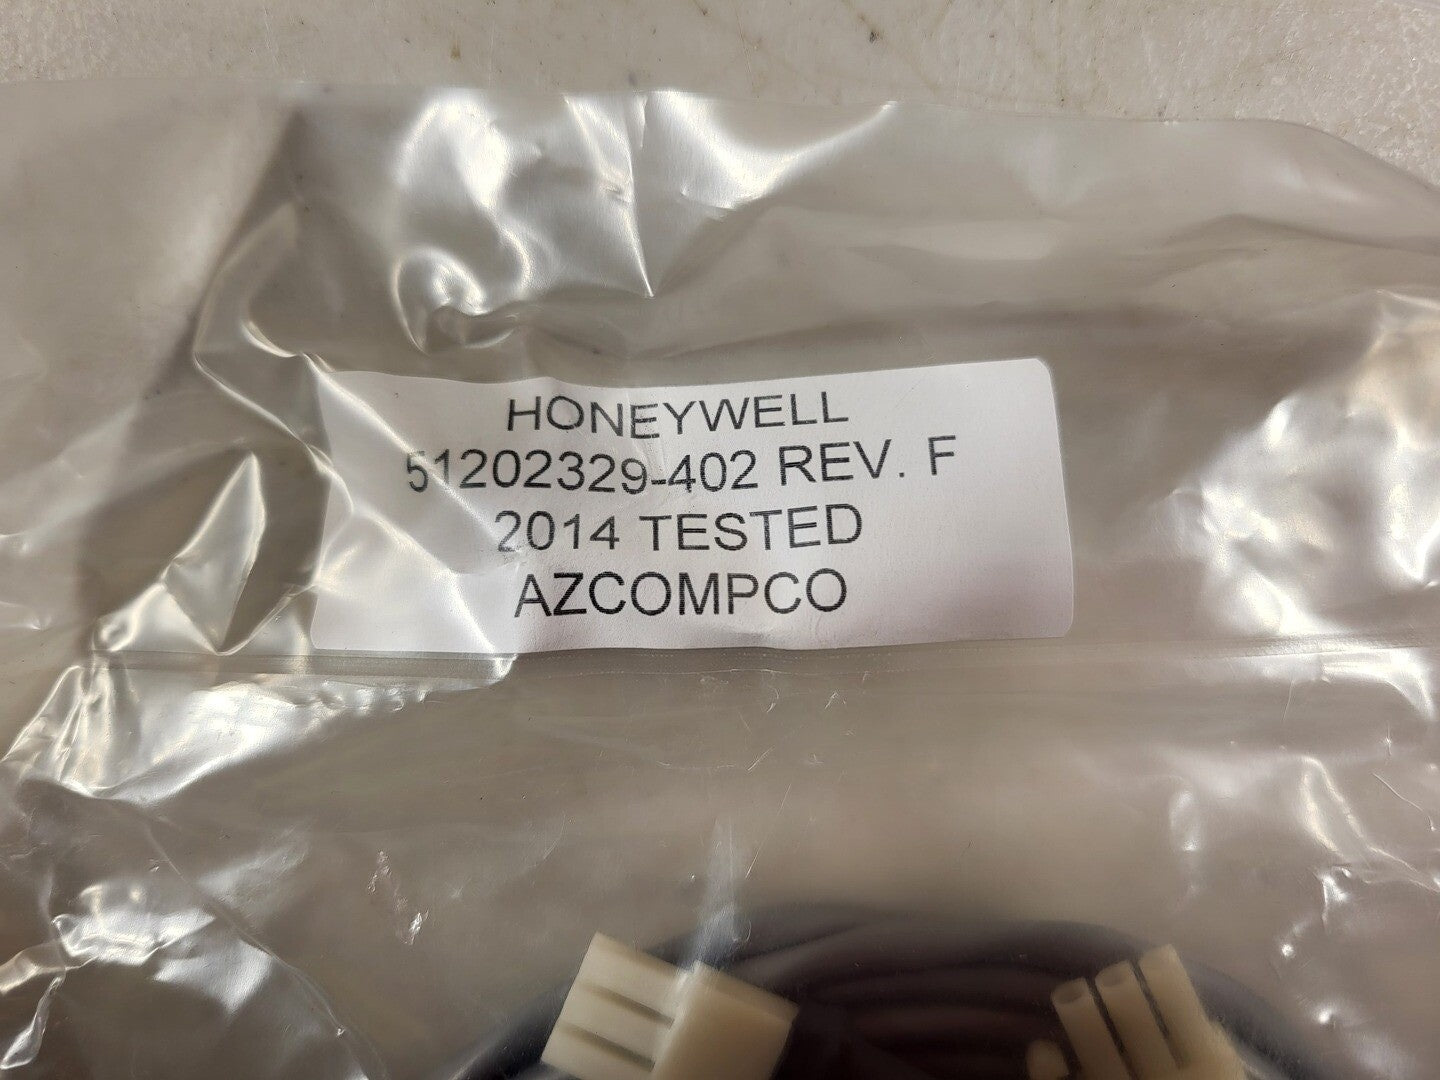 HONEYWELL
51202329-402 REV. F
2014 TESTED
AZCOMPCO